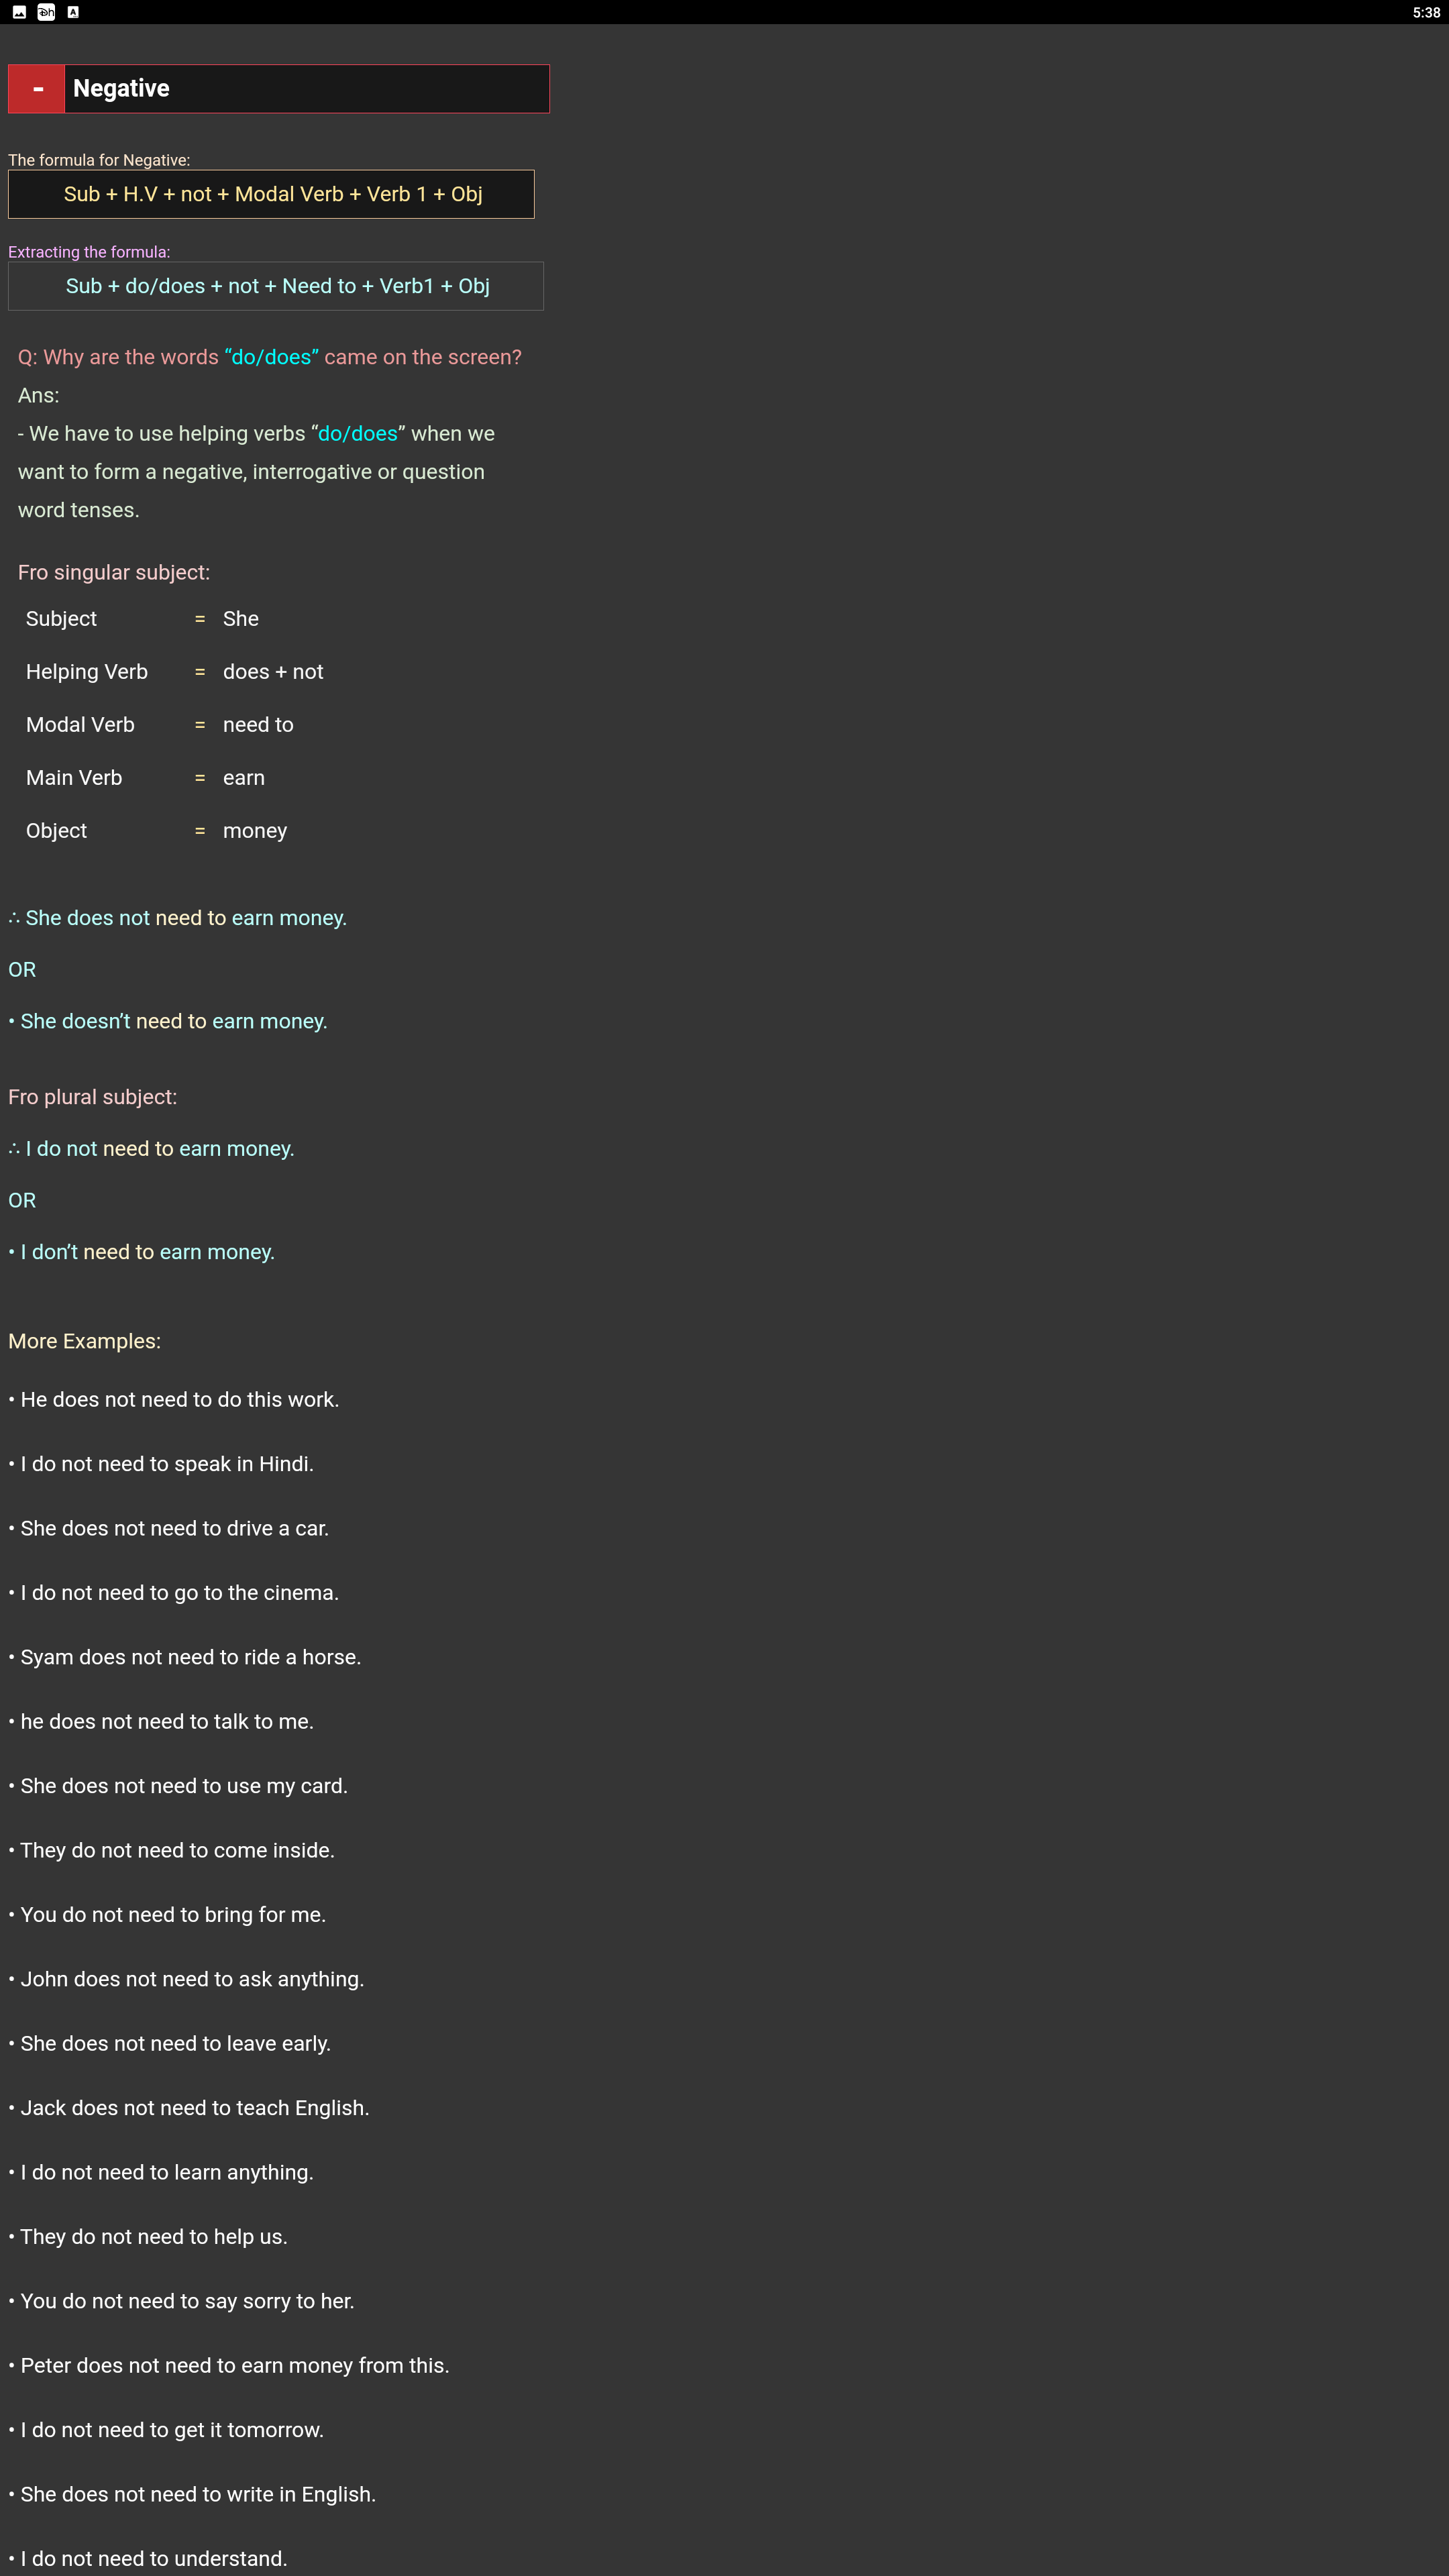 5:38
- Negative
The formula for Negative:
Sub + H.V + not + Modal Verb + Verb 1 + Obj
Extracting the formula:
Sub + do/does + not + Need to + Verb1 + Obj
Q: Why are the words “do/does” came on the screen?
Ans:
- We have to use helping verbs “do/does” when we
want to form a negative, interrogative or question
word tenses.
Fro singular subject:
Subject = She
Helping Verb = does + not
Modal Verb = need to
Main Verb = earn
Object = money
∴ She does not need to earn money.
OR
• She doesn’t need to earn money.
Fro plural subject:
∴ I do not need to earn money.
OR
• I don’t need to earn money.
More Examples:
• He does not need to do this work.
• I do not need to speak in Hindi.
• She does not need to drive a car.
• I do not need to go to the cinema.
• Syam does not need to ride a horse.
• he does not need to talk to me.
• She does not need to use my card.
• They do not need to come inside.
• You do not need to bring for me.
• John does not need to ask anything.
• She does not need to leave early.
• Jack does not need to teach English.
• I do not need to learn anything.
• They do not need to help us.
• You do not need to say sorry to her.
• Peter does not need to earn money from this.
• I do not need to get it tomorrow.
• She does not need to write in English.
• I do not need to understand.